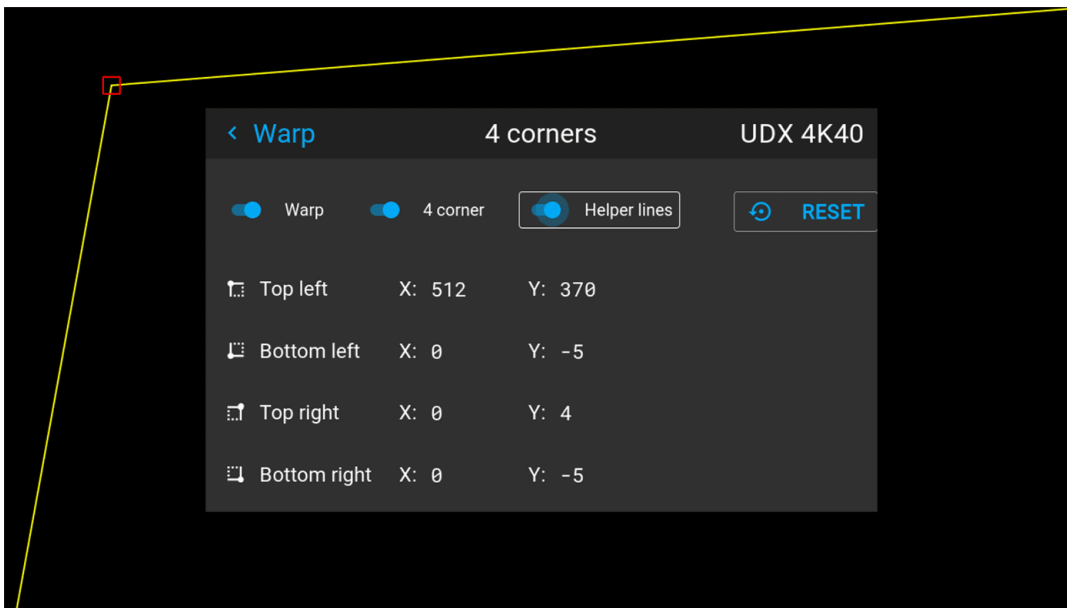 Warp 4 corners UDX 4K40
Warp 4 corner Helper lines RESET
Top left X: 512 Y: 370
Bottom left X: 0 Y: -5
Top right X: 0 Y: 4
Bottom right X: 0 Y: -5